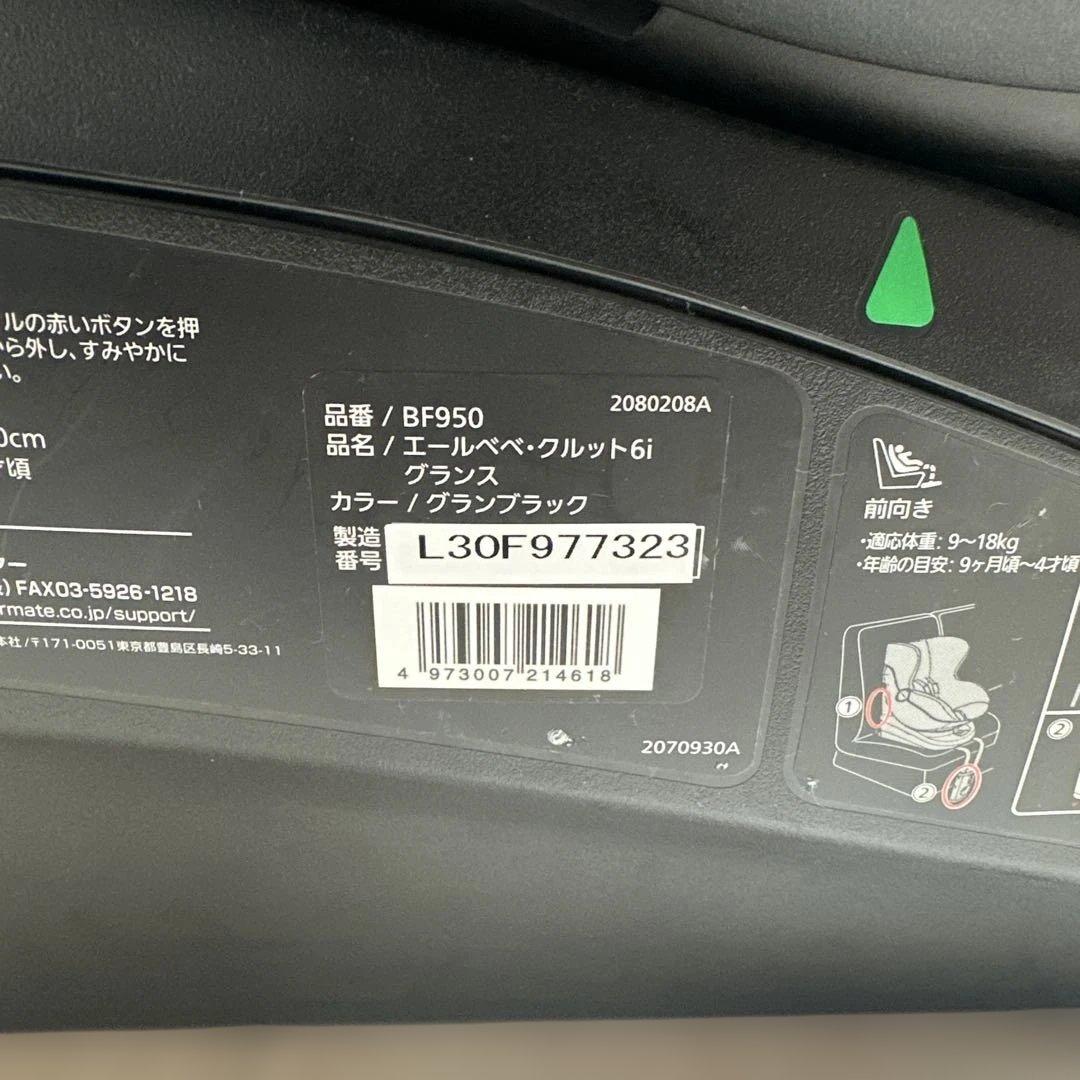 ルの赤いボタンを押
から外し、すみやかに
い。
0cm
才頃
FAX03-5926-1218
rmate.co.jp/support/
本社/〒171-0051東京都豊島区長崎5-33-11
2080208A
品番 / BF950
品名 / エールベベ・クルット6i
グランス
カラー / グランブラック
製造
番号
L30F977323
4 973007 214618
2070930A
前向き
・適応体重: 9〜18kg
・年齢の目安: 9ヶ月頃〜4才頃
1
2
2